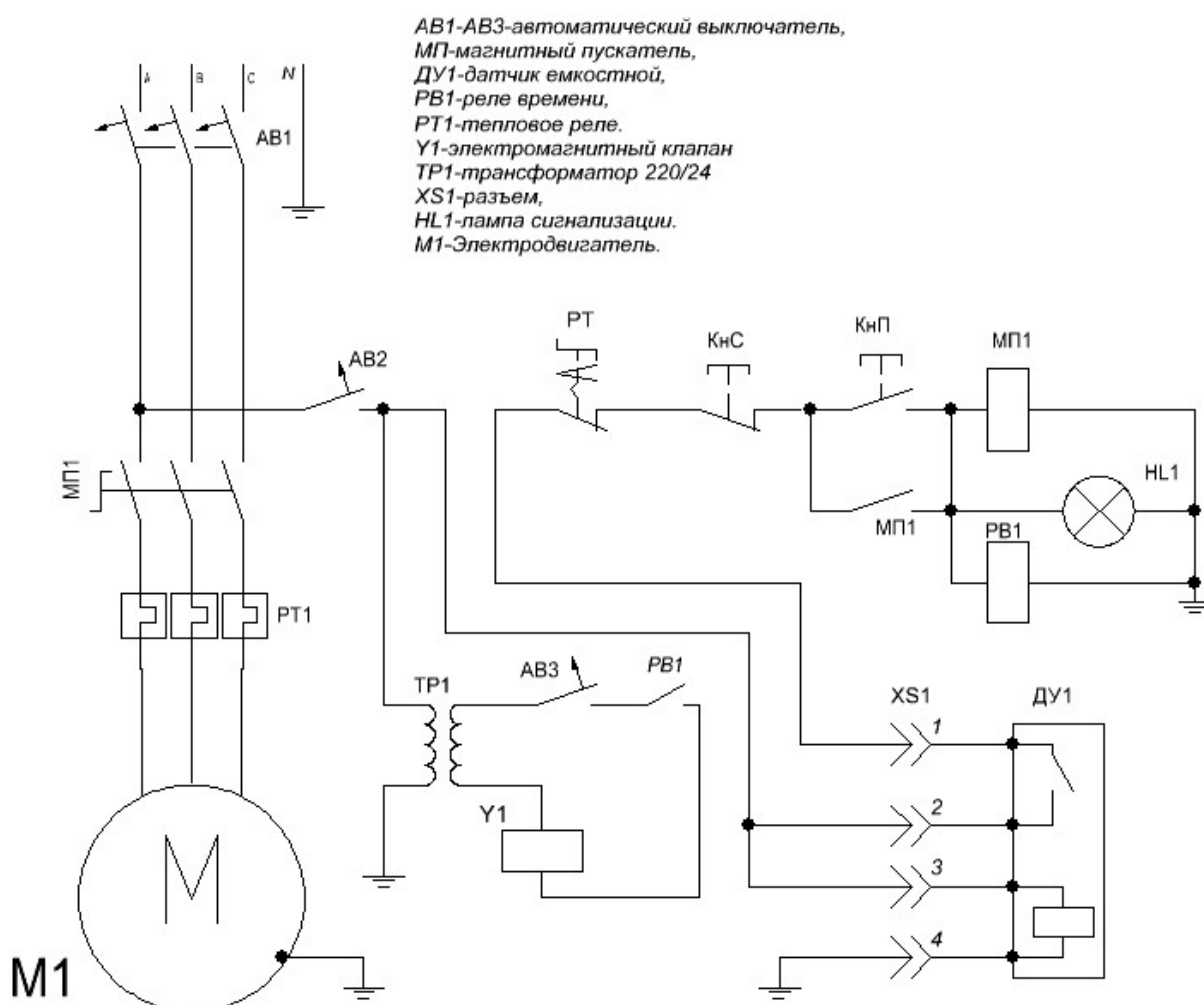 АВ1-АВ3-автоматический выключатель,
МП-магнитный пускатель,
ДУ1-датчик емкостной,
РВ1-реле времени,
РТ1-тепловое реле.
Y1-электромагнитный клапан
ТР1-трансформатор 220/24
XS1-разъем,
HL1-лампа сигнализации.
М1-Электродвигатель.
A B C N
АВ1
АВ2
РТ
КнС
КнП
МП1
МП1
HL1
МП1
РВ1
РТ1
ТР1
АВ3
РВ1
Y1
XS1
ДУ1
1
2
3
4
М
М1